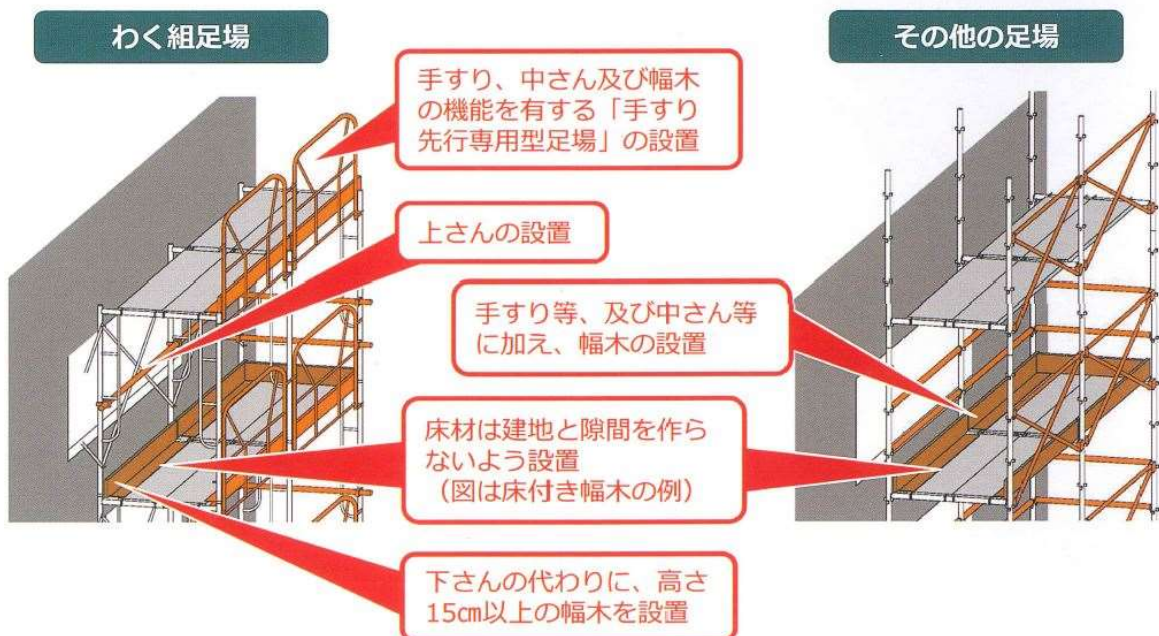 わく組足場
その他の足場
手すり、中さん及び幅木
の機能を有する「手すり
先行専用型足場」の設置
上さんの設置
手すり等、及び中さん等
に加え、幅木の設置
床材は建地と隙間を作ら
ないよう設置
（図は床付き幅木の例）
下さんの代わりに、高さ
15㎝以上の幅木を設置